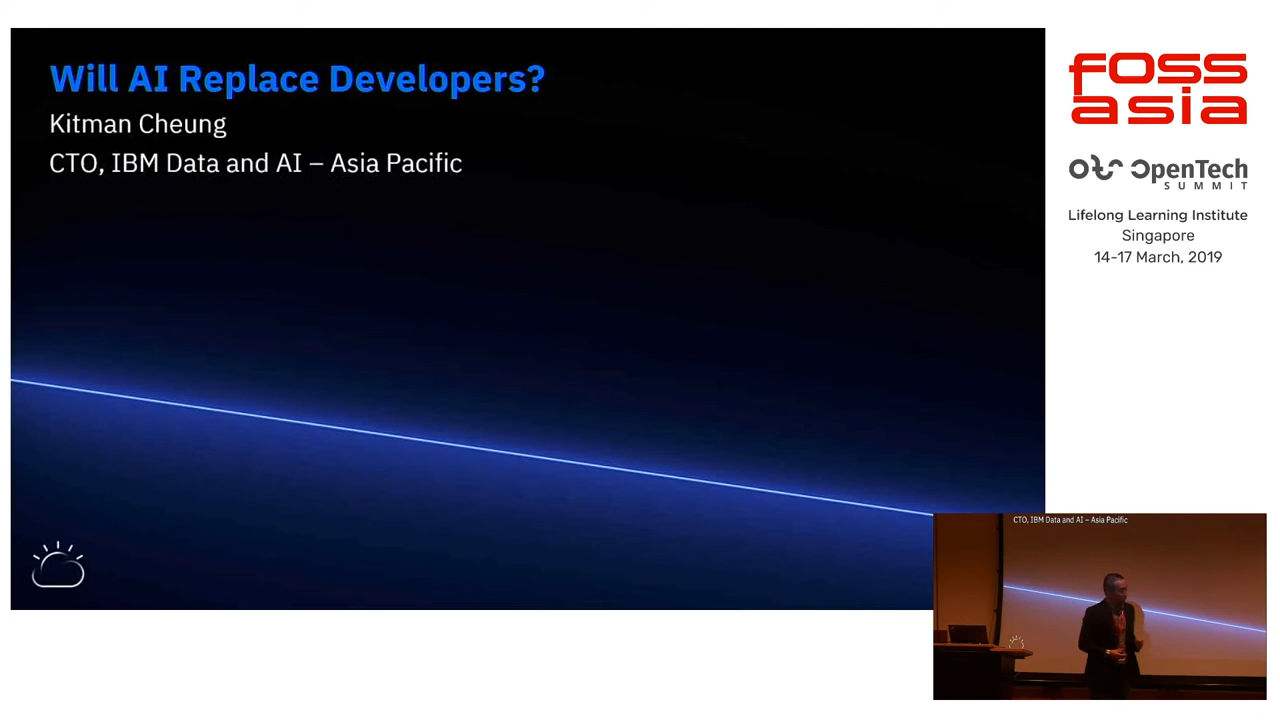 Will AI Replace Developers?
Kitman Cheung
CTO, IBM Data and AI – Asia Pacific
fOSS
asia
OpenTech
SUMMIT
Lifelong Learning Institute
Singapore
14-17 March, 2019
CTO, IBM Data and AI – Asia Pacific